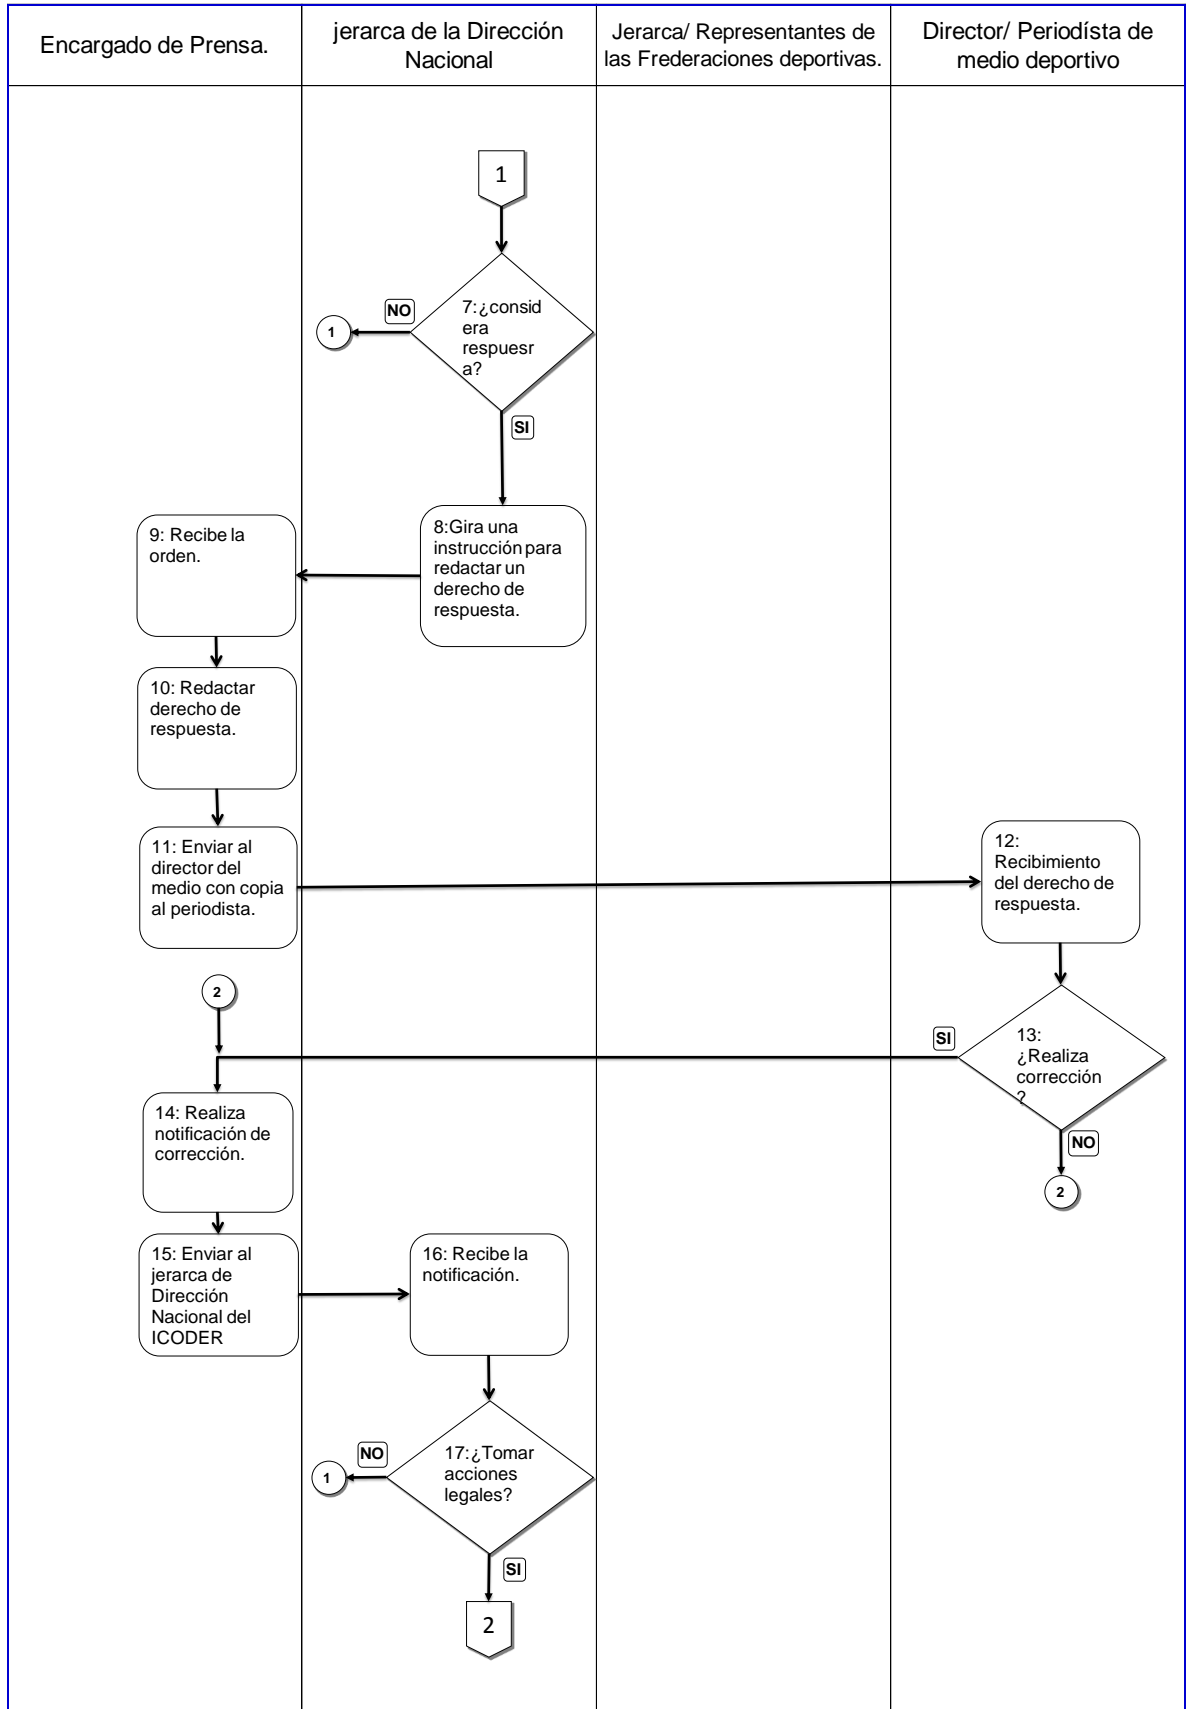 Encargado de Prensa.
jerarca de la Dirección
Nacional
Jerarca/ Representantes de
las Frederaciones deportivas.
Director/ Periodísta de
medio deportivo
1
7:¿consid
era
respuesr
a?
NO
1
SI
8:Gira una
instrucción para
redactar un
derecho de
respuesta.
9: Recibe la
orden.
10: Redactar
derecho de
respuesta.
11: Enviar al
director del
medio con copia
al periodista.
12:
Recibimiento
del derecho de
respuesta.
2
SI
13:
¿Realiza
corrección
?
NO
2
14: Realiza
notificación de
corrección.
15: Enviar al
jerarca de
Dirección
Nacional del
ICODER
16: Recibe la
notificación.
17:¿Tomar
acciones
legales?
NO
1
SI
2